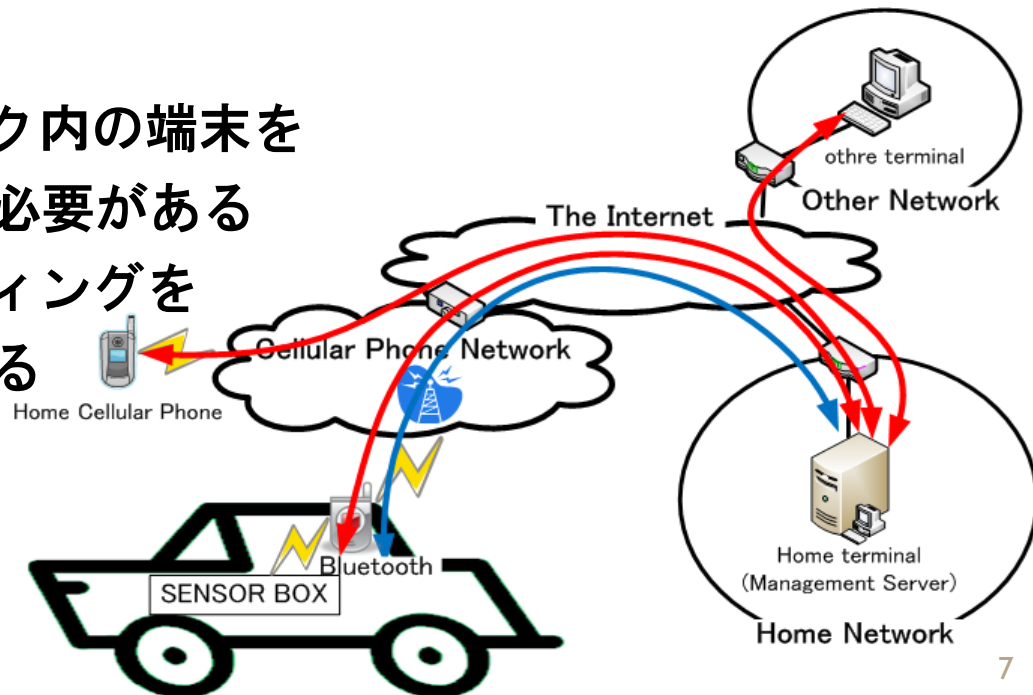 ク内の端末を
必要がある
ィングを
る
Home Cellular Phone
Cellular Phone Network
The Internet
othre terminal
Other Network
Bluetooth
SENSOR BOX
Home terminal
(Management Server)
Home Network
7